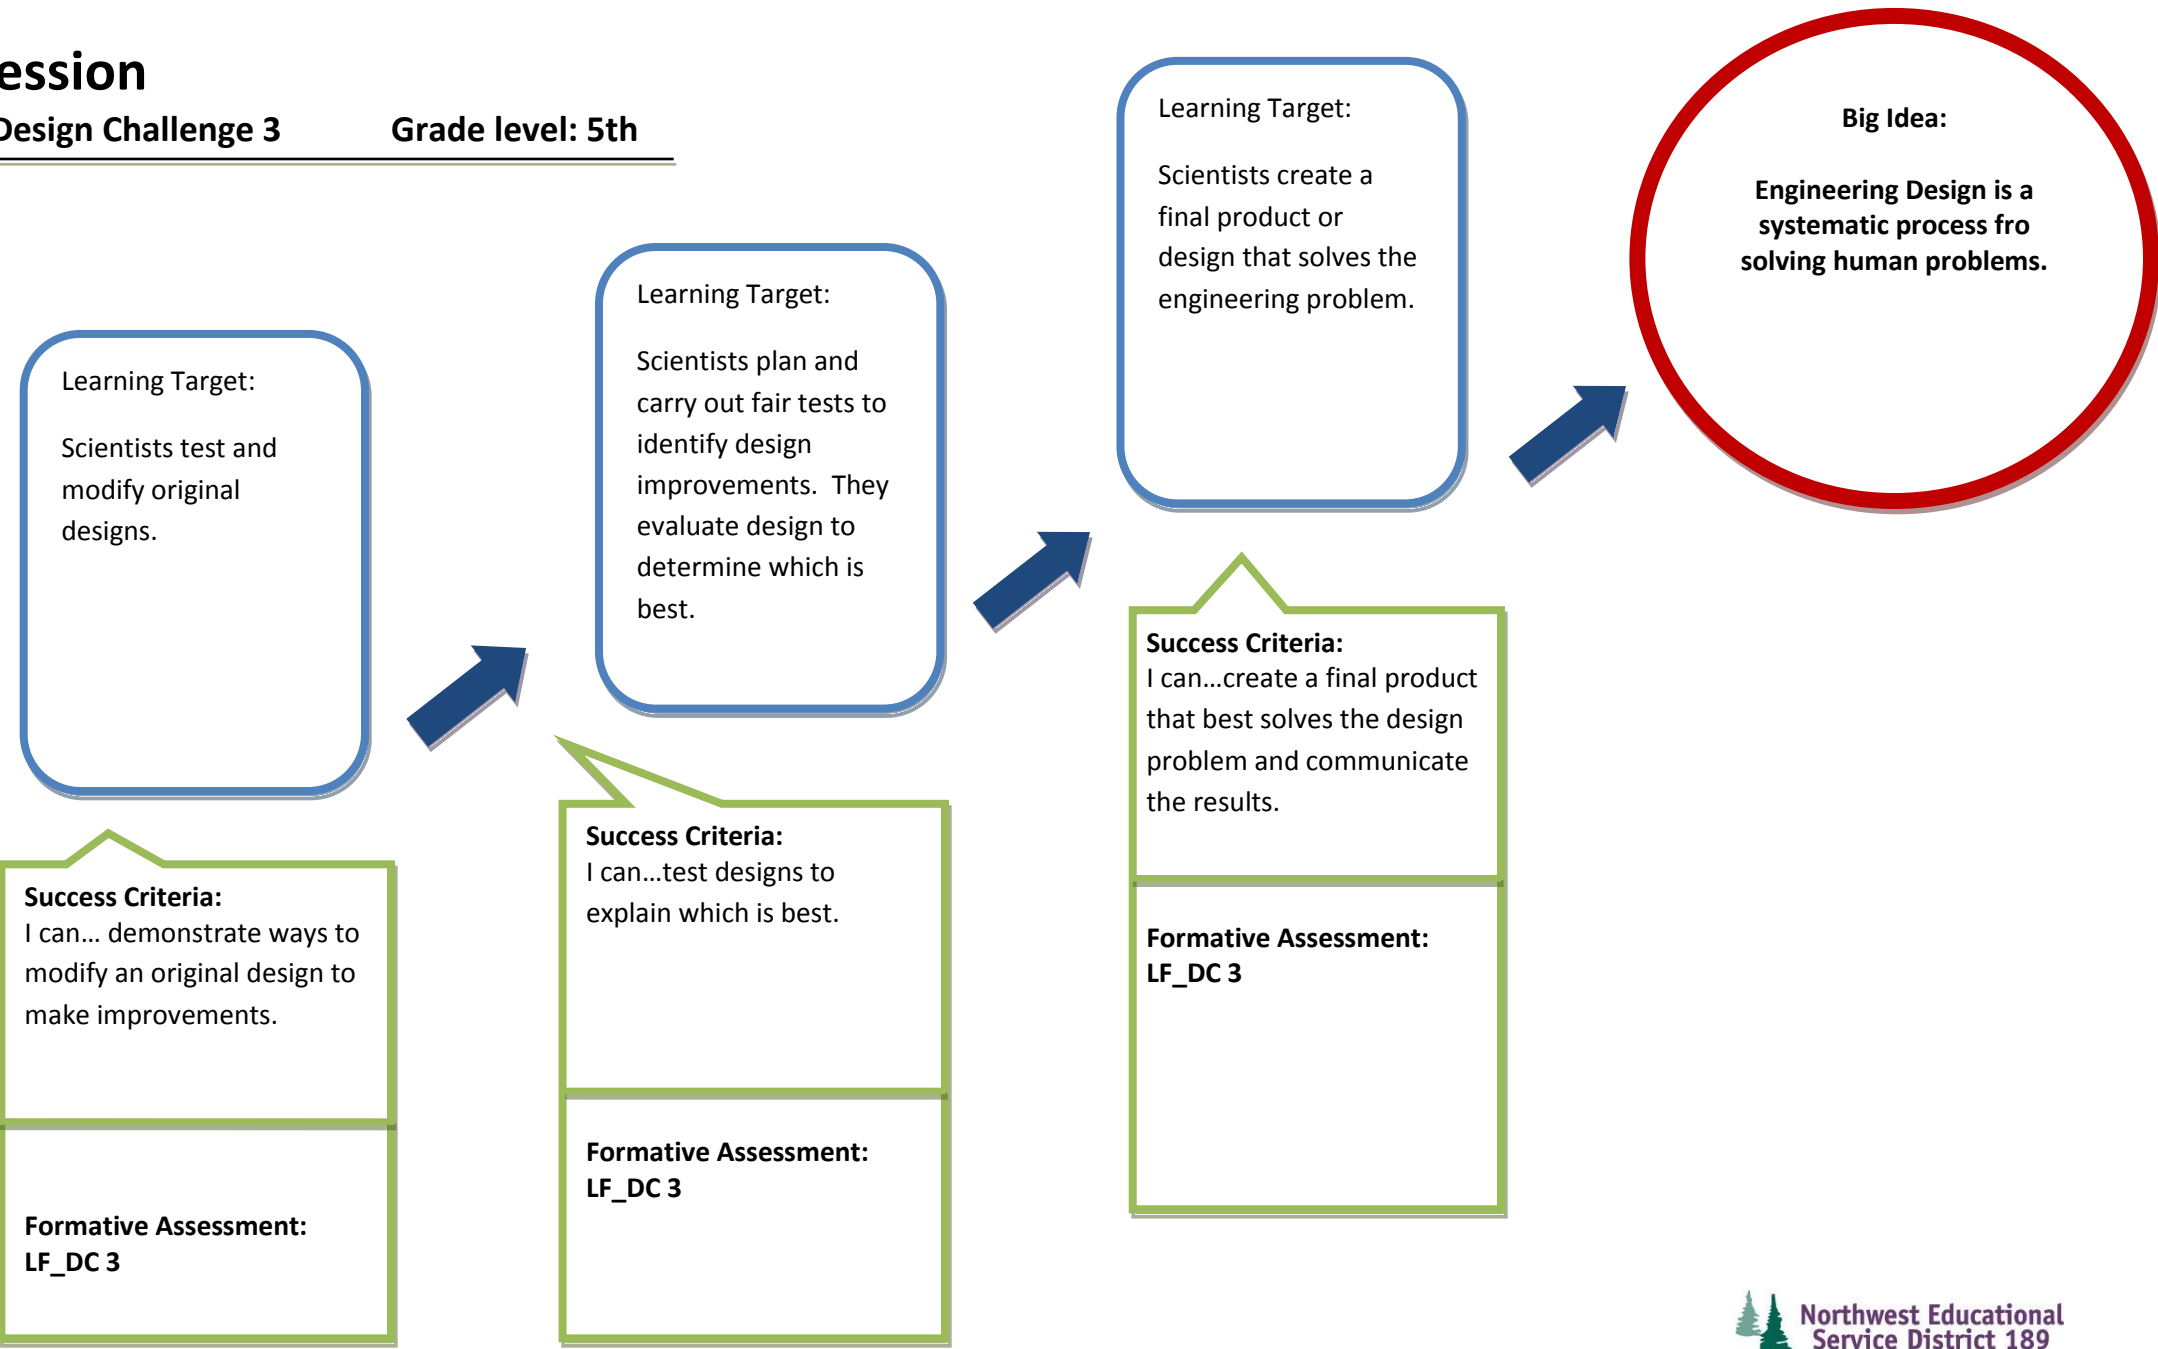 ession
Design Challenge 3 Grade level: 5th
Learning Target:
Scientists test and
modify original
designs.
Success Criteria:
I can... demonstrate ways to
modify an original design to
make improvements.
Formative Assessment:
LF_DC 3
Learning Target:
Scientists plan and
carry out fair tests to
identify design
improvements.  They
evaluate design to
determine which is
best.
Success Criteria:
I can...test designs to
explain which is best.
Formative Assessment:
LF_DC 3
Learning Target:
Scientists create a
final product or
design that solves the
engineering problem.
Success Criteria:
I can...create a final product
that best solves the design
problem and communicate
the results.
Formative Assessment:
LF_DC 3
Big Idea:
Engineering Design is a
systematic process fro
solving human problems.
Northwest Educational
Service District 189